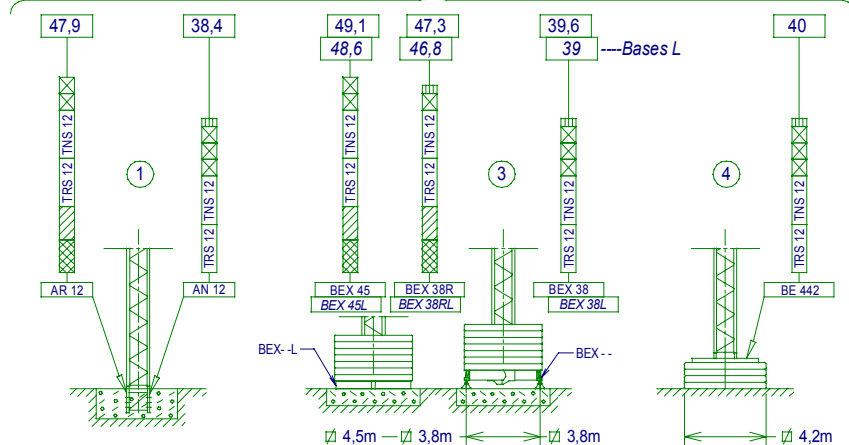 47,9 38,4 49,1 47,3 39,6 40
48,6 46,8 39 ----Bases L
TNS 12 TRS 12
1
TNS 12 TRS 12
TNS 12 TRS 12
TNS 12 TRS 12
3
TNS 12 TRS 12
4
TNS 12 TRS 12
AR 12 AN 12 BEX 45 BEX 38R BEX 38 BE 442
BEX 45L BEX 38RL BEX 38L
BEX- -L BEX - -
4,5m 3,8m 3,8m 4,2m